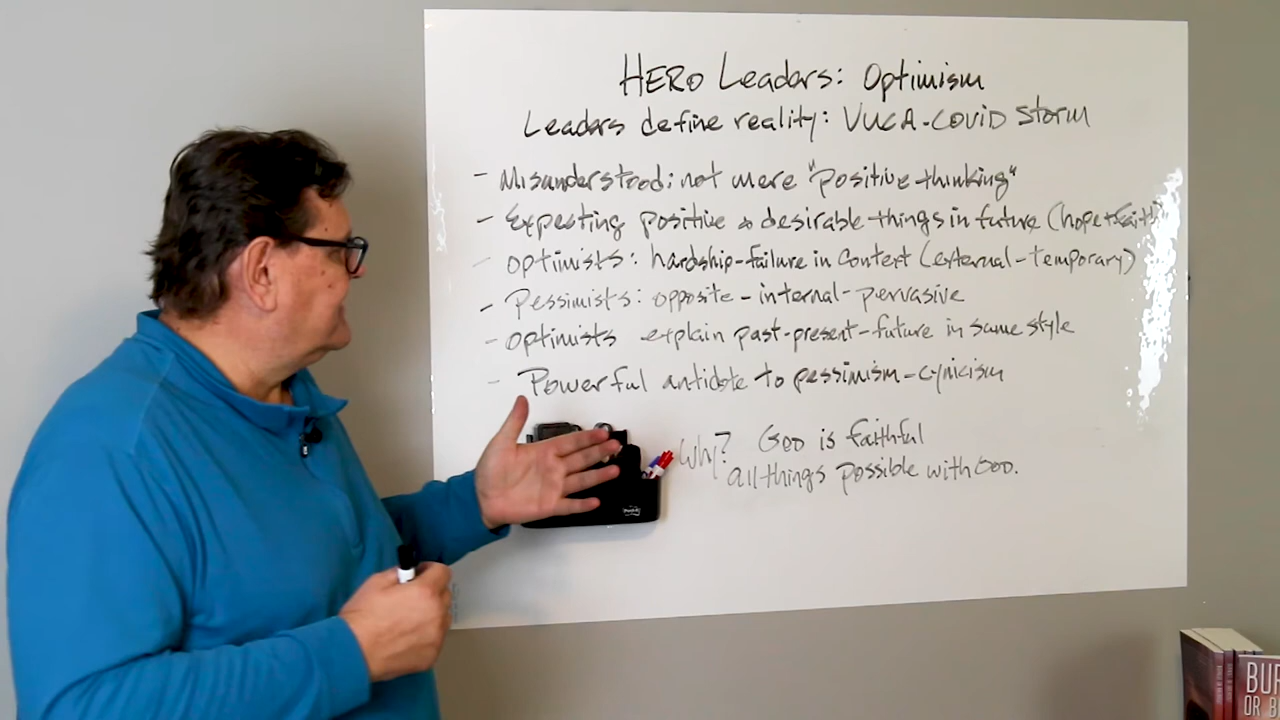 HERO Leaders: Optimism
Leaders define reality: VUCA-COVID Storm
- Misunderstood: not mere "positive thinking"
- Expecting positive & desirable things in future (hope + faith)
- optimists: hardship-failure in context (external-temporary)
- Pessimists: opposite - internal-pervasive
- optimists explain past-present-future in same style
- Powerful antidote to pessimism-cynicism
Why? GOD is faithful
all things possible with GOD.
BUR
OR B